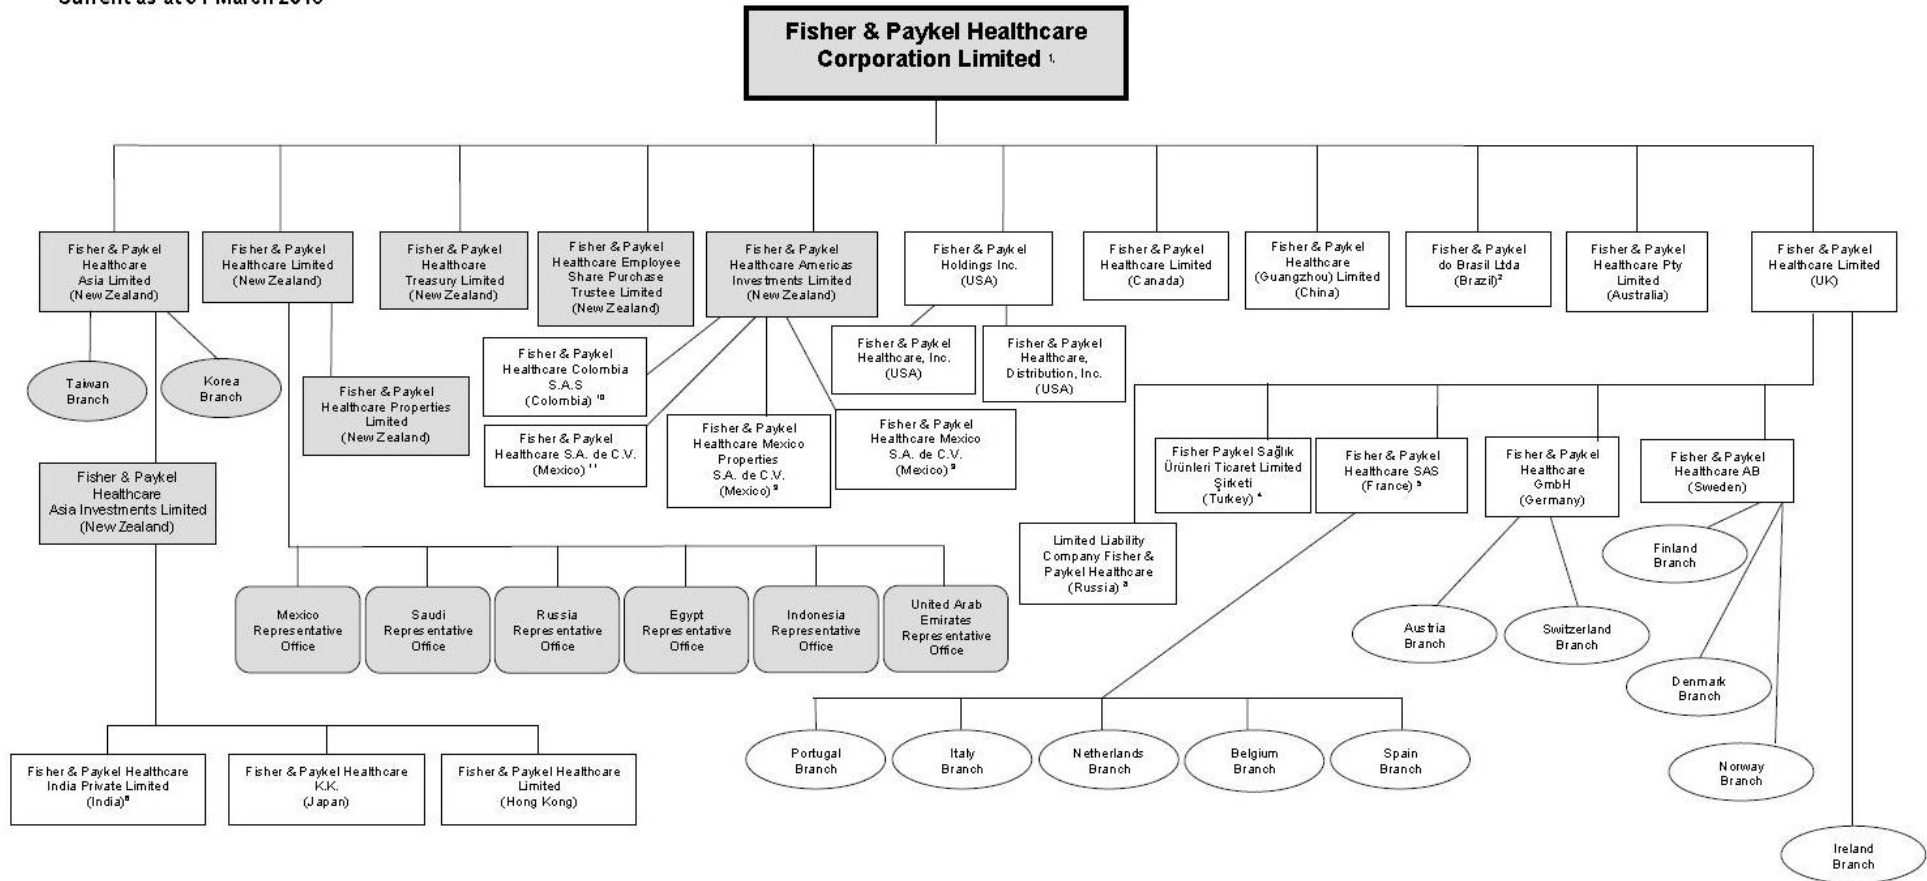 Fisher & Paykel Healthcare
Corporation Limited 1.
Fisher & Paykel
Healthcare
Asia Limited
(New Zealand)
Fisher & Paykel
Healthcare Limited
(New Zealand)
Fisher & Paykel
Healthcare
Treasury Limited
(New Zealand)
Fisher & Paykel
Healthcare Employee
Share Purchase
Trustee Limited
(New Zealand)
Fisher & Paykel
Healthcare Americas
Investments Limited
(New Zealand)
Fisher & Paykel
Holdings Inc.
(USA)
Fisher & Paykel
Healthcare Limited
(Canada)
Fisher & Paykel
Healthcare
(Guangzhou) Limited
(China)
Fisher & Paykel
do Brasil Ltda
(Brazil)²
Fisher & Paykel
Healthcare Pty
Limited
(Australia)
Fisher & Paykel
Healthcare Limited
(UK)
Taiwan
Branch
Korea
Branch
Fisher & Paykel
Healthcare Properties
Limited
(New Zealand)
Fisher & Paykel
Healthcare Colombia
S.A.S
(Colombia) ¹⁰
Fisher & Paykel
Healthcare S.A. de C.V.
(Mexico) ¹¹
Fisher & Paykel
Healthcare Mexico
Properties
S.A. de C.V.
(Mexico)
Fisher & Paykel
Healthcare Mexico
S.A. de C.V.
(Mexico)
Fisher & Paykel
Healthcare, Inc.
(USA)
Fisher & Paykel
Healthcare,
Distribution, Inc.
(USA)
Fisher Paykel Sağlık
Ürünleri Ticaret Limited
Şirketi
(Turkey) ⁴
Fisher & Paykel
Healthcare SAS
(France) ⁵
Fisher & Paykel
Healthcare
GmbH
(Germany)
Fisher & Paykel
Healthcare AB
(Sweden)
Fisher & Paykel
Healthcare
Asia Investments Limited
(New Zealand)
Limited Liability
Company Fisher &
Paykel Healthcare
(Russia)
Finland
Branch
Mexico
Representative
Office
Saudi
Representative
Office
Russia
Representative
Office
Egypt
Representative
Office
Indonesia
Representative
Office
United Arab
Emirates
Representative
Office
Austria
Branch
Switzerland
Branch
Denmark
Branch
Portugal
Branch
Italy
Branch
Netherlands
Branch
Belgium
Branch
Spain
Branch
Norway
Branch
Fisher & Paykel Healthcare
India Private Limited
(India)
Fisher & Paykel Healthcare
K.K.
(Japan)
Fisher & Paykel Healthcare
Limited
(Hong Kong)
Ireland
Branch